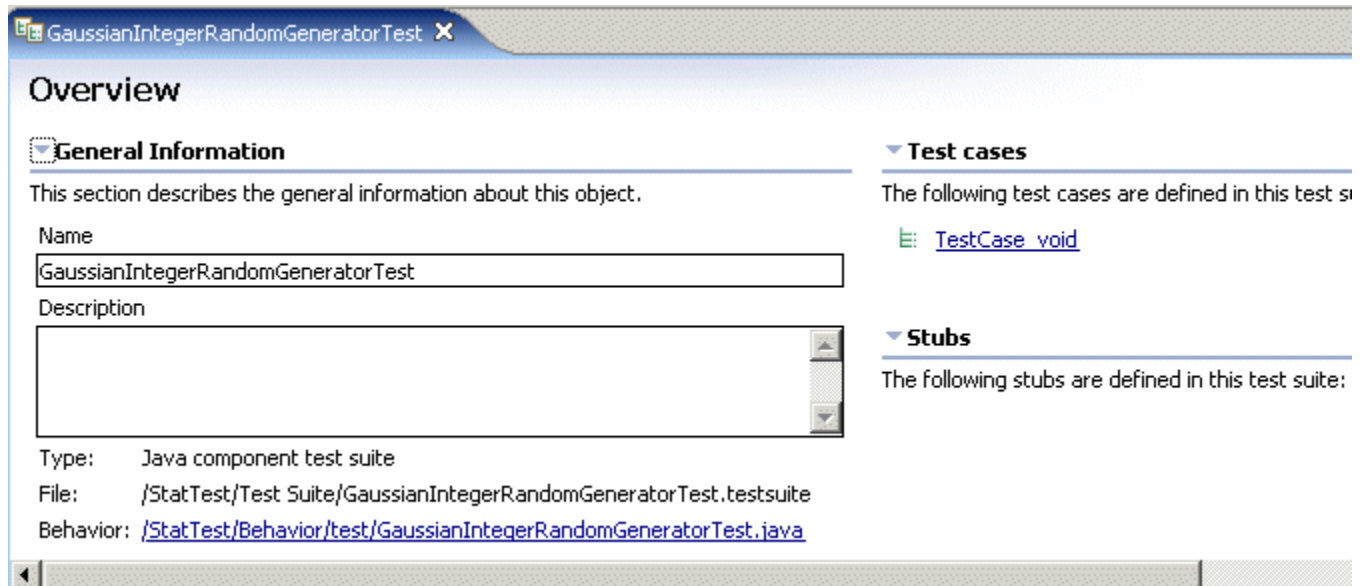 GaussianIntegerRandomGeneratorTest
Overview
General Information
This section describes the general information about this object.
Name
GaussianIntegerRandomGeneratorTest
Description
Type: Java component test suite
File: /StatTest/Test Suite/GaussianIntegerRandomGeneratorTest.testsuite
Behavior: /StatTest/Behavior/test/GaussianIntegerRandomGeneratorTest.java
Test cases
The following test cases are defined in this test
TestCase_void
Stubs
The following stubs are defined in this test suite: